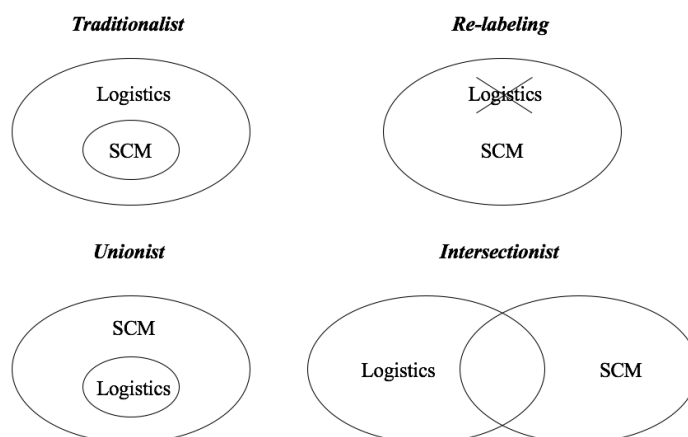 Traditionalist
Logistics
SCM
Re-labeling
Logistics
SCM
Unionist
SCM
Logistics
Intersectionist
Logistics
SCM